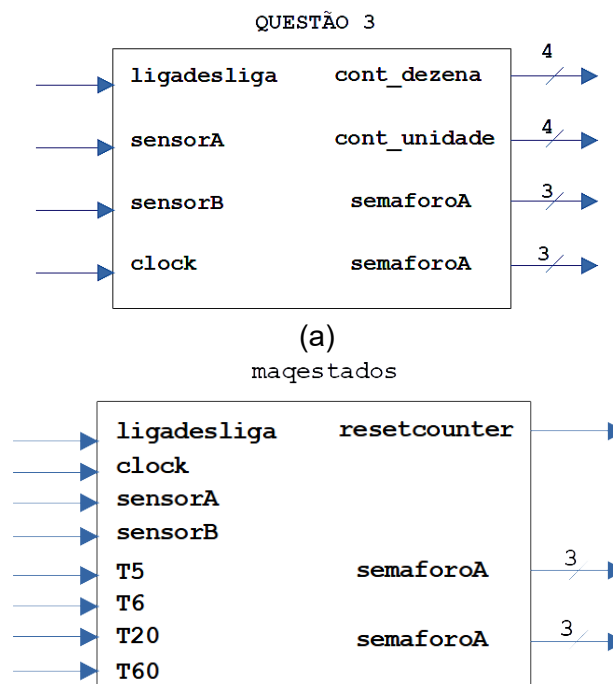 QUESTÃO 3
ligadesliga cont_dezena 4
sensorA cont_unidade 4
sensorB semaforoA 3
clock semaforoA 3
(a)
maqestados
ligadesliga resetcounter
clock
sensorA
sensorB
T5 semaforoA 3
T6
T20 semaforoA 3
T60